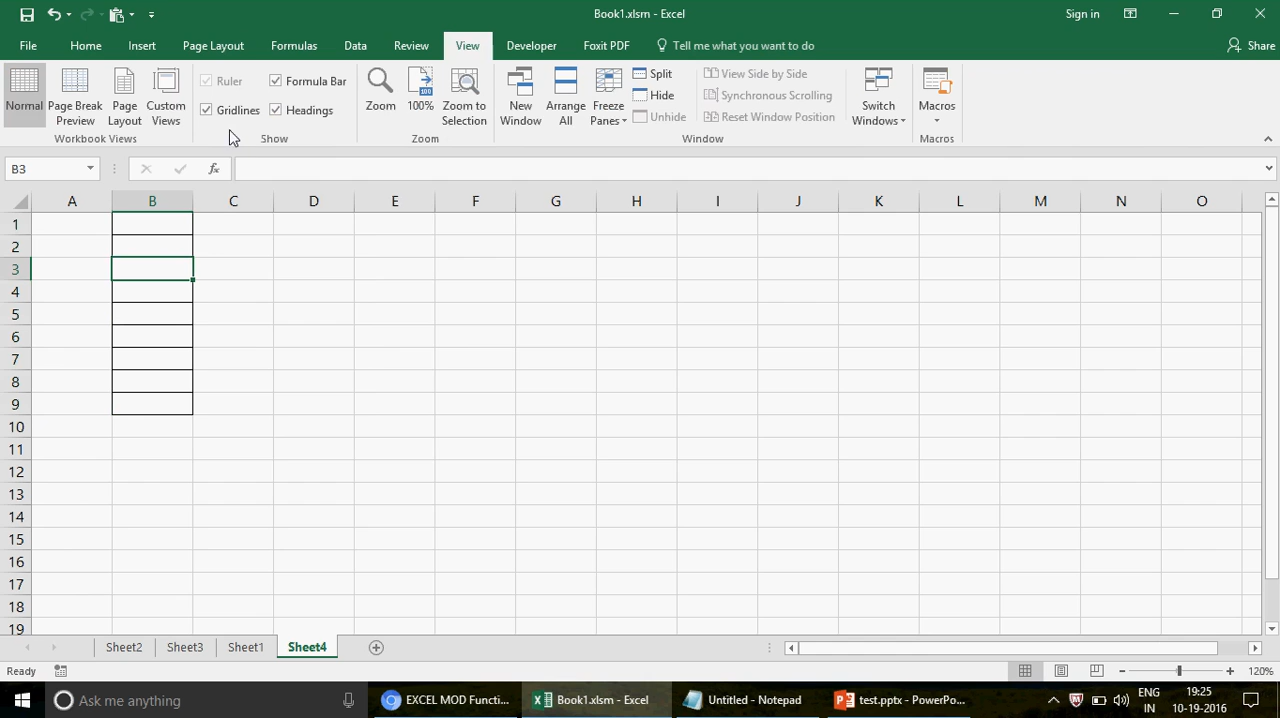 Book1.xlsm - Excel
Sign in
File Home Insert Page Layout Formulas Data Review View Developer Foxit PDF Tell me what you want to do Share
Normal
Page Break Preview
Page Layout
Custom Views
Workbook Views
Ruler
Formula Bar
Gridlines
Headings
Show
Zoom
100
100%
Zoom to Selection
Zoom
New Window
Arrange All
Freeze Panes
Split
Hide
Unhide
View Side by Side
Synchronous Scrolling
Reset Window Position
Switch Windows
Window
Macros
Macros
B3
fx
A B C D E F G H I J K L M N O
1
2
3
4
5
6
7
8
9
10
11
12
13
14
15
16
17
18
19
Sheet2 Sheet3 Sheet1 Sheet4
Ready
120%
Ask me anything
EXCEL MOD Functi...
Book1.xlsm - Excel
Untitled - Notepad
test.pptx - PowerPo...
ENG
IN
19:25
10-19-2016